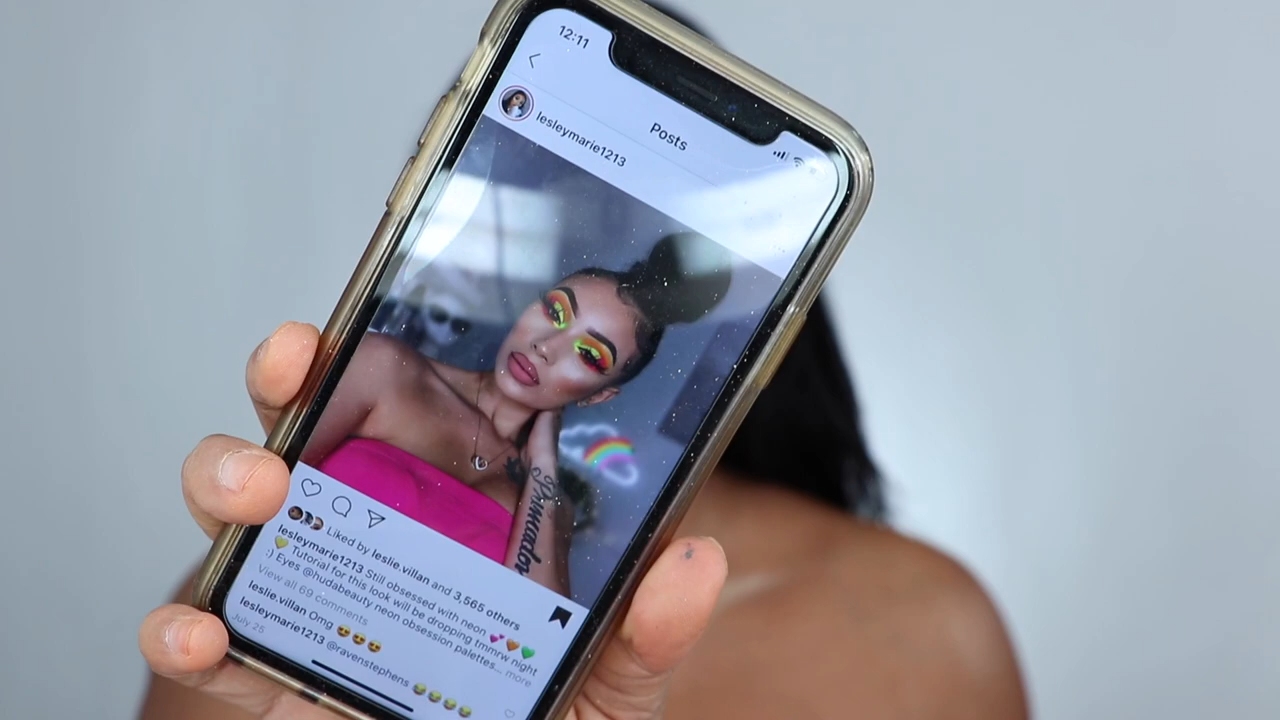 12:11
Posts
lesleymarie1213
Primadon
Liked by leslie.villan and 3,565 others
lesleymarie1213 Still obsessed with neon 💕🧡💚
💛 Tutorial for this look will be dropping tmmrw night
:) Eyes @hudabeauty neon obsession palettes... more
View all 69 comments
leslie.villan Omg 😍😍😍
lesleymarie1213 @ravenstephens 😂😂😂😂
July 25